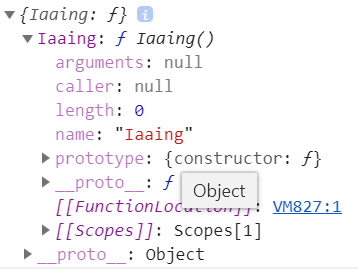 ▼{Iaaing: ƒ} i
▼Iaaing: ƒ Iaaing()
arguments: null
caller: null
length: 0
name: "Iaaing"
▶prototype: {constructor: ƒ}
▶__proto__: ƒ
Object
[[FunctionLocation]]: VM827:1
▶[[Scopes]]: Scopes[1]
▶__proto__: Object